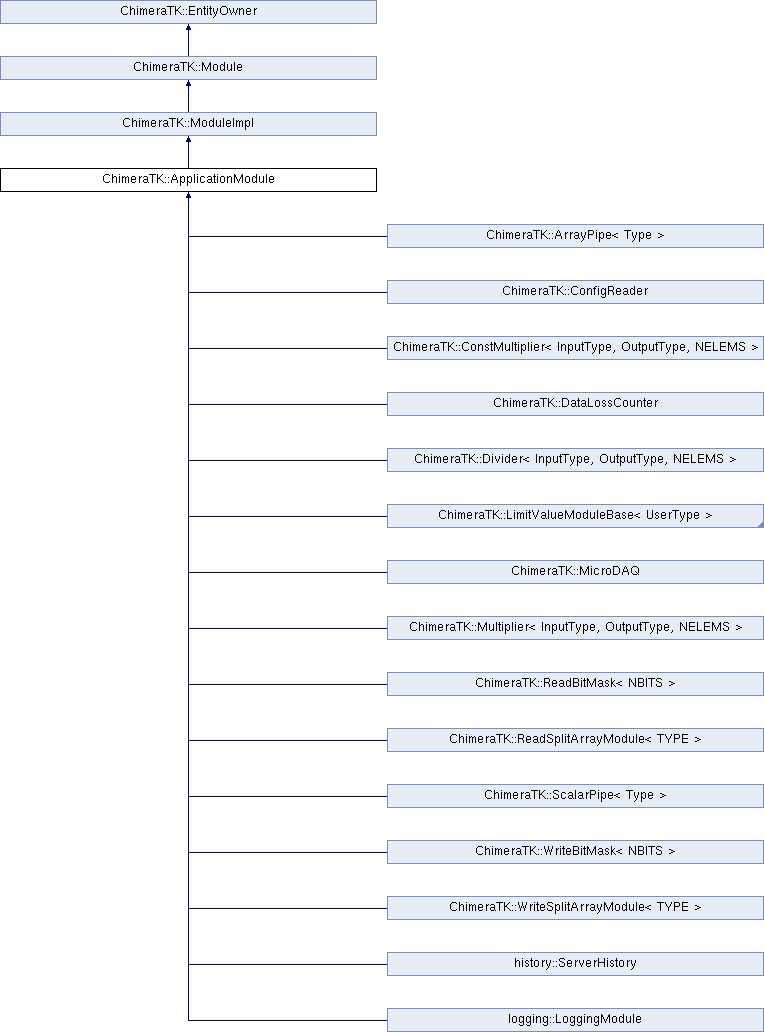 ChimeraTK::EntityOwner
ChimeraTK::Module
ChimeraTK::ModuleImpl
ChimeraTK::ApplicationModule
ChimeraTK::ArrayPipe< Type >
ChimeraTK::ConfigReader
ChimeraTK::ConstMultiplier< InputType, OutputType, NELEMS >
ChimeraTK::DataLossCounter
ChimeraTK::Divider< InputType, OutputType, NELEMS >
ChimeraTK::LimitValueModuleBase< UserType >
ChimeraTK::MicroDAQ
ChimeraTK::Multiplier< InputType, OutputType, NELEMS >
ChimeraTK::ReadBitMask< NBITS >
ChimeraTK::ReadSplitArrayModule< TYPE >
ChimeraTK::ScalarPipe< Type >
ChimeraTK::WriteBitMask< NBITS >
ChimeraTK::WriteSplitArrayModule< TYPE >
history::ServerHistory
logging::LoggingModule